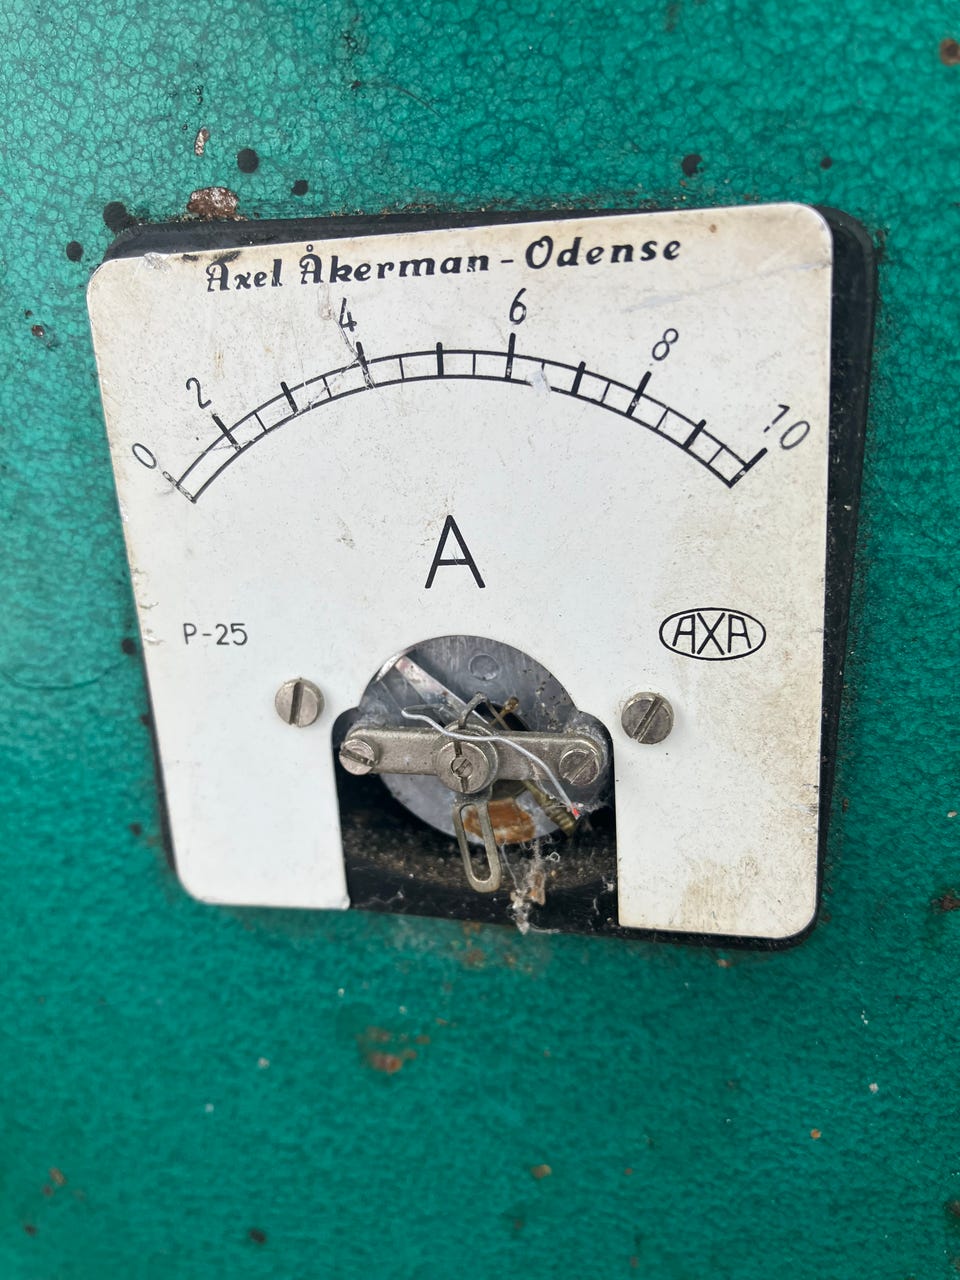 Axel Åkerman - Odense
0 2 4 6 8 10
A
P-25
AXA